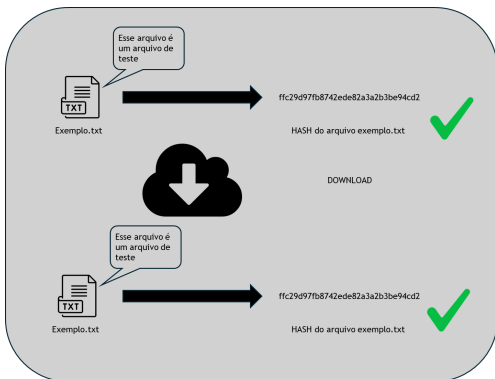 Esse arquivo é
um arquivo de
teste
TXT
ffc29d97fb8742ede82a3a2b3be94cd2
Exemplo.txt
HASH do arquivo exemplo.txt
DOWNLOAD
Esse arquivo é
um arquivo de
teste
TXT
ffc29d97fb8742ede82a3a2b3be94cd2
Exemplo.txt
HASH do arquivo exemplo.txt